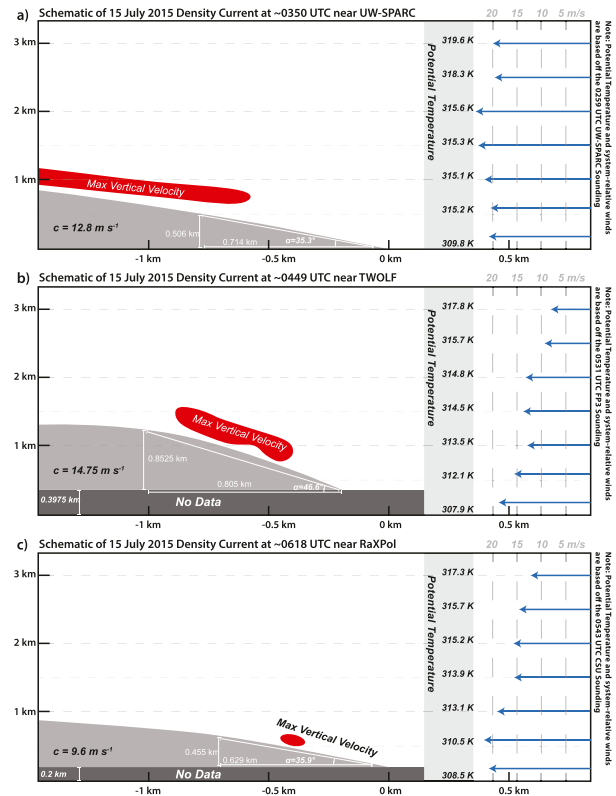 a) Schematic of 15 July 2015 Density Current at ~0350 UTC near UW-SPARC
3 km
2 km
1 km
Max Vertical Velocity
c = 12.8 m s-1
0.506 km
0.714 km
α=35.3°
-1 km
-0.5 km
0 km
0.5 km
Potential Temperature
319.6 K
318.3 K
315.6 K
315.3 K
315.1 K
315.2 K
309.8 K
20 15 10 5 m/s
Note: Potential Temperature and system-relative winds
are based off the 0259 UTC UW-SPARC Sounding
b) Schematic of 15 July 2015 Density Current at ~0449 UTC near TWOLF
3 km
2 km
1 km
Max Vertical Velocity
c = 14.75 m s-1
0.8525 km
0.805 km
α=46.6°
0.3975 km
No Data
-1 km
-0.5 km
0 km
0.5 km
Potential Temperature
317.8 K
315.7 K
314.8 K
314.5 K
313.5 K
312.1 K
307.9 K
20 15 10 5 m/s
Note: Potential Temperature and system-relative winds
are based off the 0531 UTC FP3 Sounding
c) Schematic of 15 July 2015 Density Current at ~0618 UTC near RaXPol
3 km
2 km
1 km
Max Vertical Velocity
c = 9.6 m s-1
0.455 km
0.629 km
α=35.9°
0.2 km
No Data
-1 km
-0.5 km
0 km
0.5 km
Potential Temperature
317.3 K
315.7 K
315.2 K
313.9 K
313.1 K
310.5 K
308.5 K
20 15 10 5 m/s
Note: Potential Temperature and system-relative winds
are based off the 0543 UTC CSU Sounding